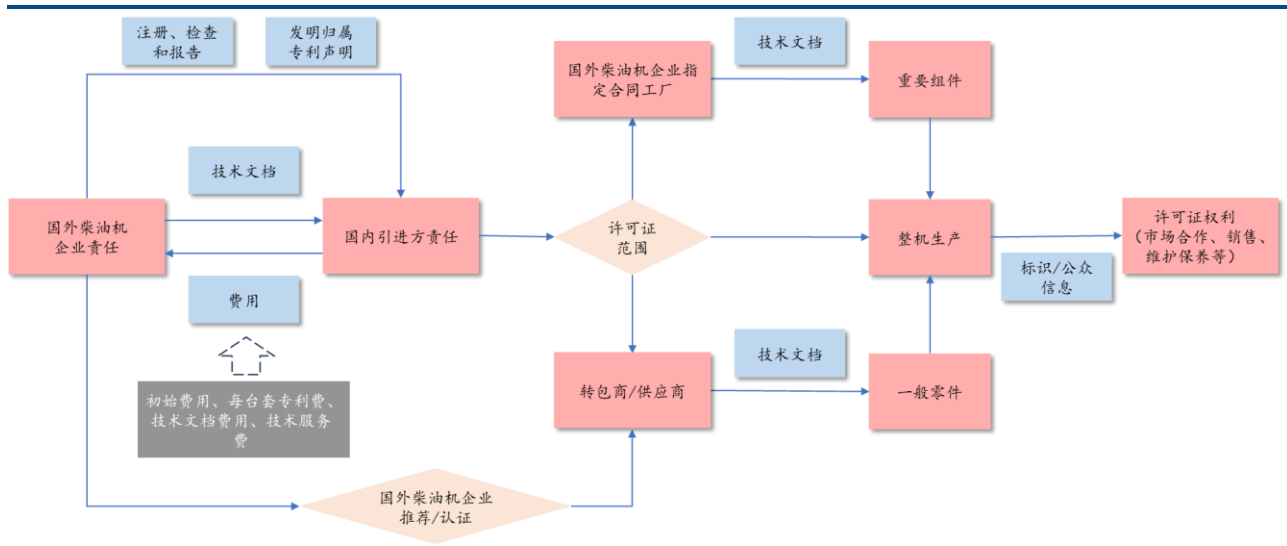 注册、检查
和报告
发明归属
专利声明
技术文档
国外柴油机企业指
定合同工厂
重要组件
技术文档
国外柴油机
企业责任
国内引进方责任
许可证
范围
整机生产
许可证权利
（市场合作、销售、
维护保养等）
标识/公众
信息
费用
技术文档
初始费用、每台套专利费、
技术文档费用、技术服务
费
转包商/供应商
一般零件
国外柴油机企业
推荐/认证